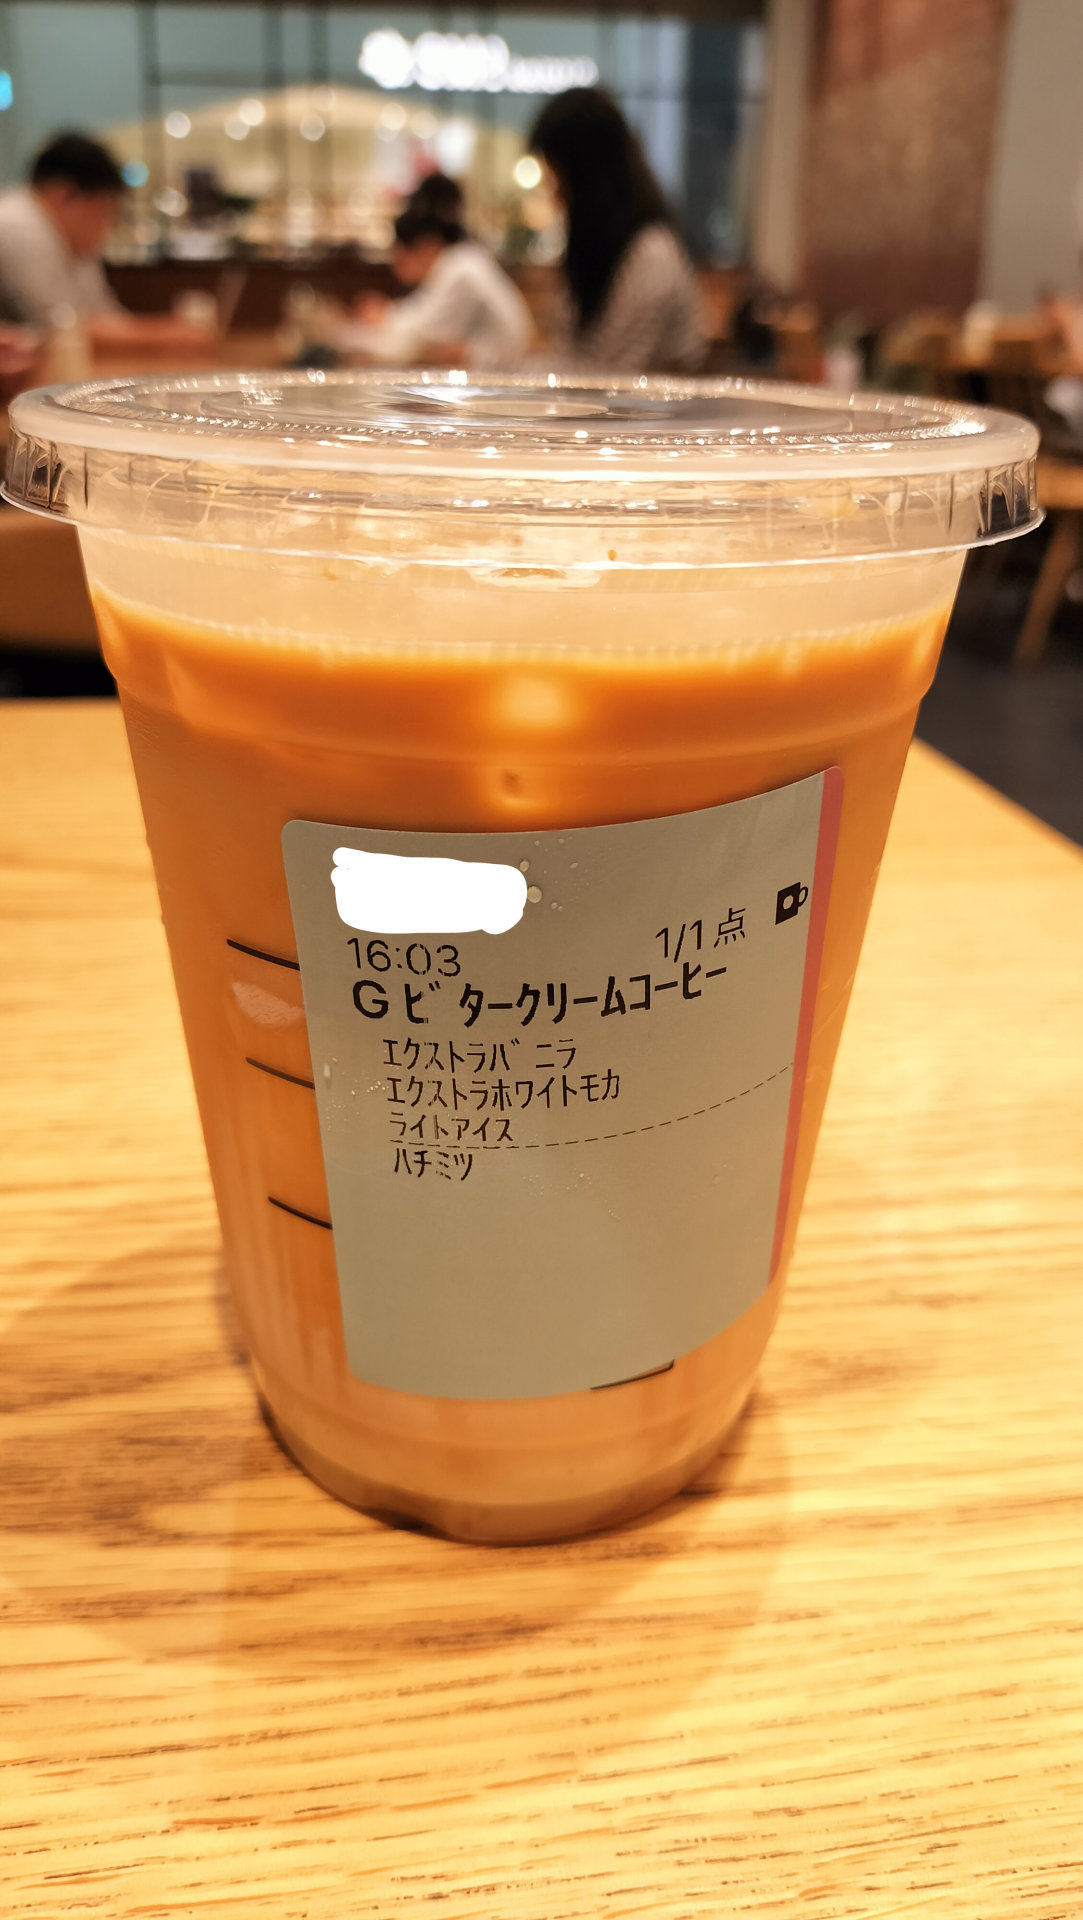 16:03
1/1点
G ビタークリームコーヒー
エクストラバニラ
エクストラホワイトモカ
ライトアイス
ハチミツ